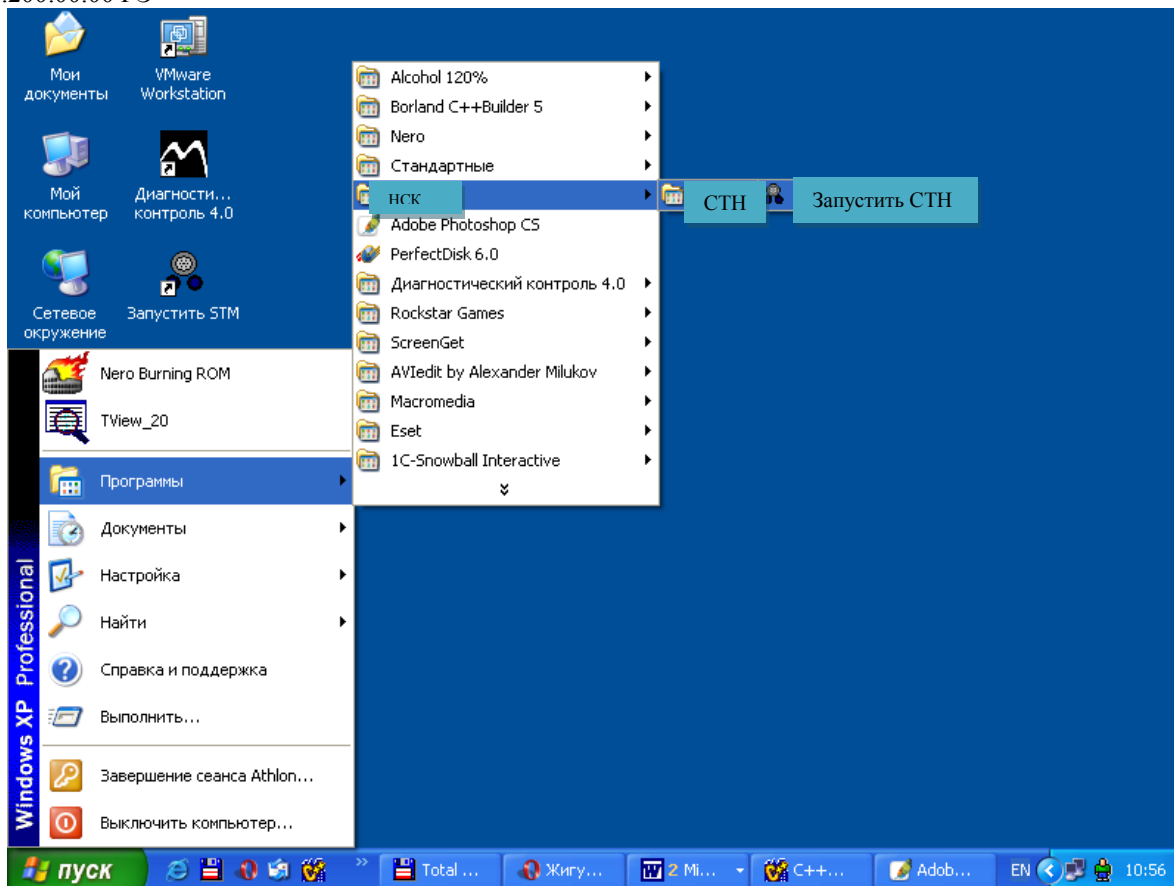 Мои
документы
VMware
Workstation
Мой
компьютер
Диагности...
контроль 4.0
Сетевое
окружение
Запустить STM
Alcohol 120%
Borland C++Builder 5
Nero
Стандартные
НСК
СТН
Запустить СТН
Adobe Photoshop CS
PerfectDisk 6.0
Диагностический контроль 4.0
Rockstar Games
ScreenGet
AVIedit by Alexander Milukov
Macromedia
Eset
1C-Snowball Interactive
Nero Burning ROM
TView_20
Программы
Документы
Настройка
Найти
Справка и поддержка
Выполнить...
Завершение сеанса Athlon...
Выключить компьютер...
Windows XP Professional
пуск
Total ...
Жигу...
2 Mi...
C++...
Adob...
EN
10:56